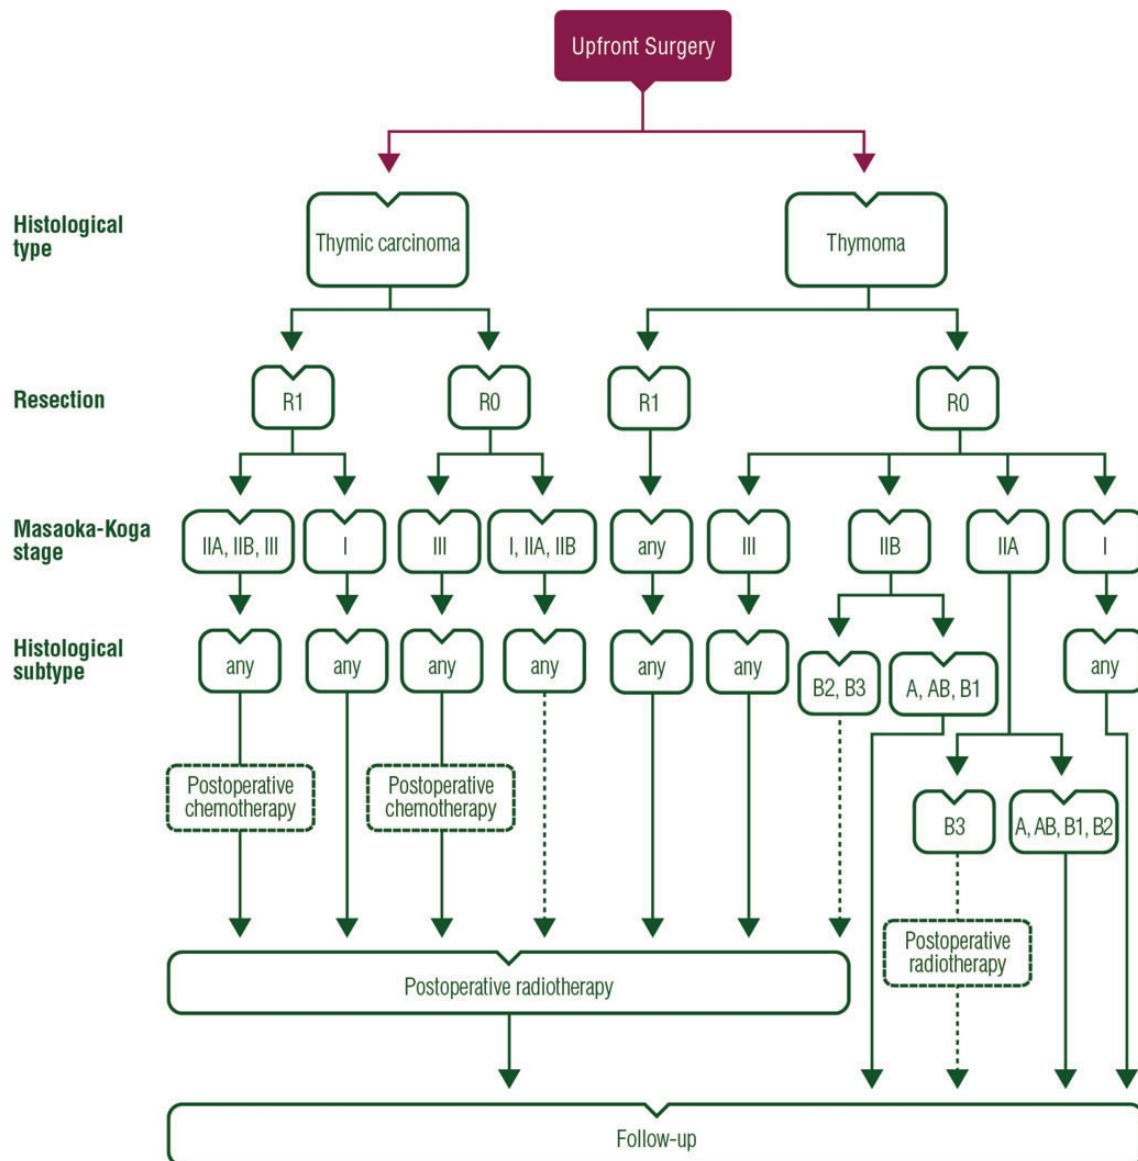 Upfront Surgery
Histological
type
Thymic carcinoma
Thymoma
Resection
R1
R0
R1
R0
Masaoka-Koga
stage
IIA, IIB, III
I
III
I, IIA, IIB
any
III
IIB
IIA
I
Histological
subtype
any
any
any
any
any
any
B2, B3
A, AB, B1
any
Postoperative
chemotherapy
Postoperative
chemotherapy
B3
A, AB, B1, B2
Postoperative
radiotherapy
Postoperative radiotherapy
Follow-up